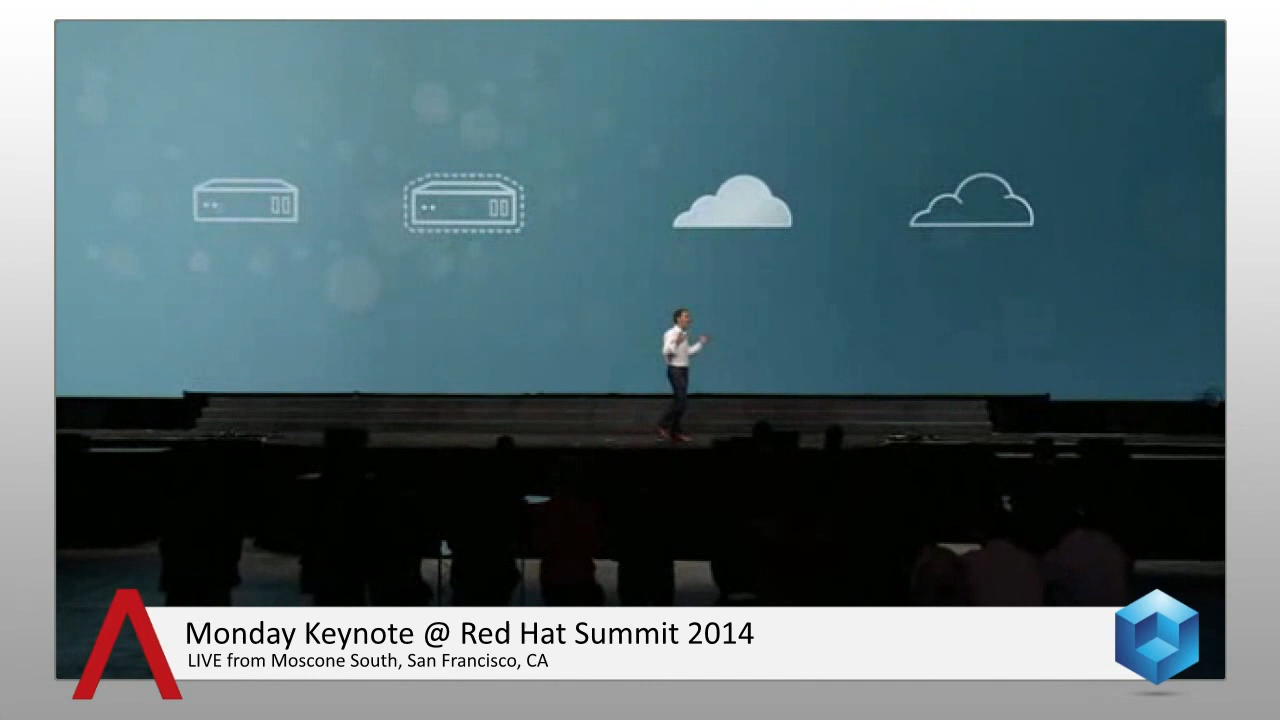 Monday Keynote @ Red Hat Summit 2014
LIVE from Moscone South, San Francisco, CA